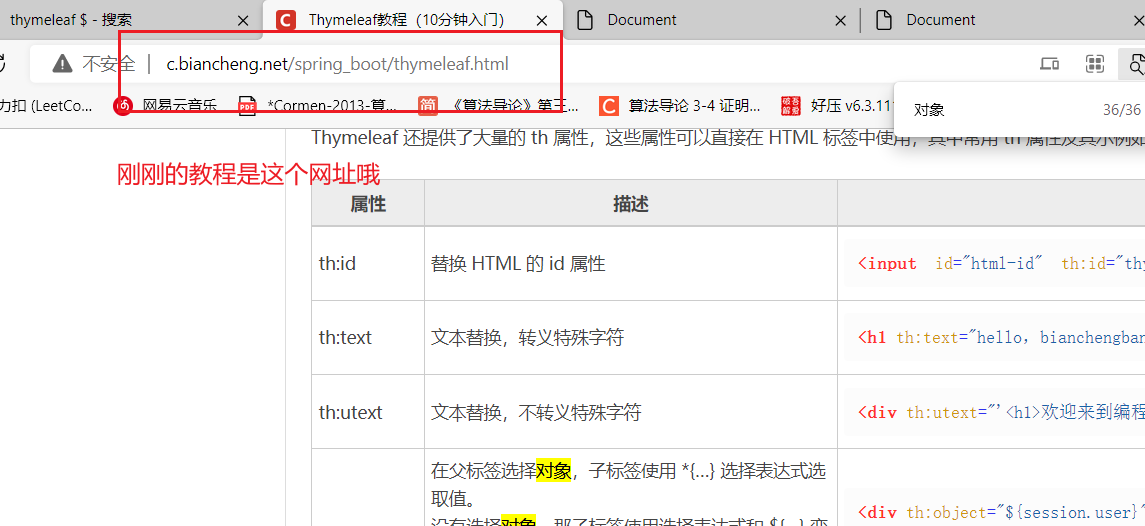 thymeleaf $ - 搜索
Thymeleaf教程（10分钟入门）
Document
Document
不安全 | c.biancheng.net/spring_boot/thymeleaf.html
力扣 (LeetCo...
网易云音乐
*Cormen-2013-算...
《算法导论》第三...
算法导论 3-4 证明...
好压 v6.3.11
对象
36/36
Thymeleaf 还提供了大量的 th 属性，这些属性可以直接在 HTML 标签中使用，其中常用 th 属性及其示例如
刚刚的教程是这个网址哦
属性 描述
th:id 替换 HTML 的 id 属性 <input id="html-id" th:id="thy
th:text 文本替换，转义特殊字符 <h1 th:text="hello，bianchengban
th:utext 文本替换，不转义特殊字符 <div th:utext="'<h1>欢迎来到编程
在父标签选择对象，子标签使用 *{…} 选择表达式选
取值。
没有选择对象，那子标签使用选择表达式和 ${…} 变
<div th:object="${session.user}"